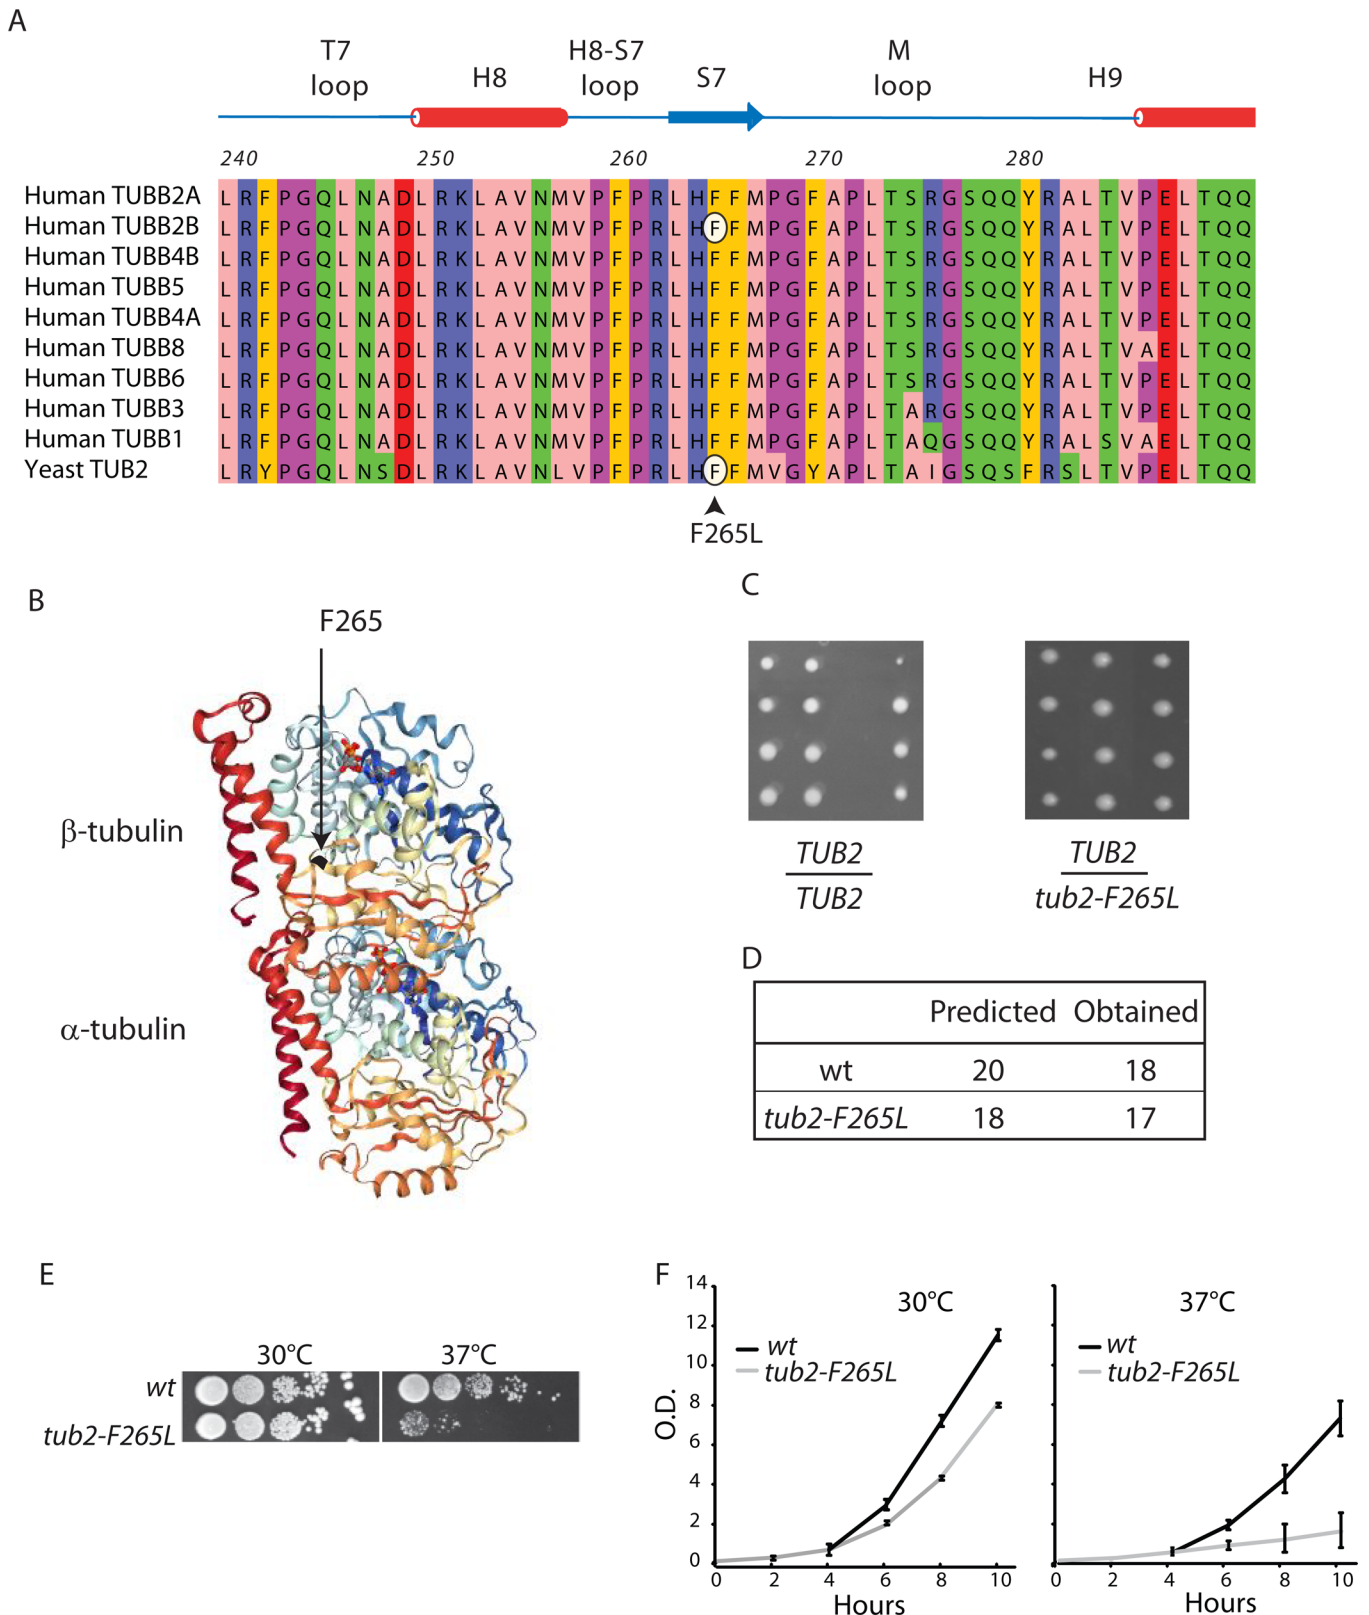 A
T7 loop
H8
H8-S7 loop
S7
M loop
H9
240 250 260 270 280
Human TUBB2A L R F P G Q L N A D L R K L A V N M V P F P R L H F F M P G F A P L T S R G S Q Q Y R A L T V P E L T Q Q
Human TUBB2B L R F P G Q L N A D L R K L A V N M V P F P R L H F F M P G F A P L T S R G S Q Q Y R A L T V P E L T Q Q
Human TUBB4B L R F P G Q L N A D L R K L A V N M V P F P R L H F F M P G F A P L T S R G S Q Q Y R A L T V P E L T Q Q
Human TUBB5 L R F P G Q L N A D L R K L A V N M V P F P R L H F F M P G F A P L T S R G S Q Q Y R A L T V P E L T Q Q
Human TUBB4A L R F P G Q L N A D L R K L A V N M V P F P R L H F F M P G F A P L T S R G S Q Q Y R A L T V P E L T Q Q
Human TUBB8 L R F P G Q L N A D L R K L A V N M V P F P R L H F F M P G F A P L T S R G S Q Q Y R A L T V A E L T Q Q
Human TUBB6 L R F P G Q L N A D L R K L A V N M V P F P R L H F F M P G F A P L T S R G S Q Q Y R A L T V P E L T Q Q
Human TUBB3 L R F P G Q L N A D L R K L A V N M V P F P R L H F F M P G F A P L T A R G S Q Q Y R A L T V P E L T Q Q
Human TUBB1 L R F P G Q L N A D L R K L A V N M V P F P R L H F F M P G F A P L T A Q G S Q Q Y R A L S V A E L T Q Q
Yeast TUB2 L R Y P G Q L N S D L R K L A V N L V P F P R L H F F M V G Y A P L T A I G S Q S F R S L T V P E L T Q Q
F265L
B
F265
β-tubulin
α-tubulin
C
TUB2
TUB2
TUB2
tub2-F265L
D
Predicted Obtained
wt 20 18
tub2-F265L 18 17
E
30°C 37°C
wt
tub2-F265L
F
30°C
wt
tub2-F265L
O.D.
14
12
10
8
6
4
2
0
0 2 4 6 8 10
Hours
37°C
wt
tub2-F265L
0 2 4 6 8 10
Hours